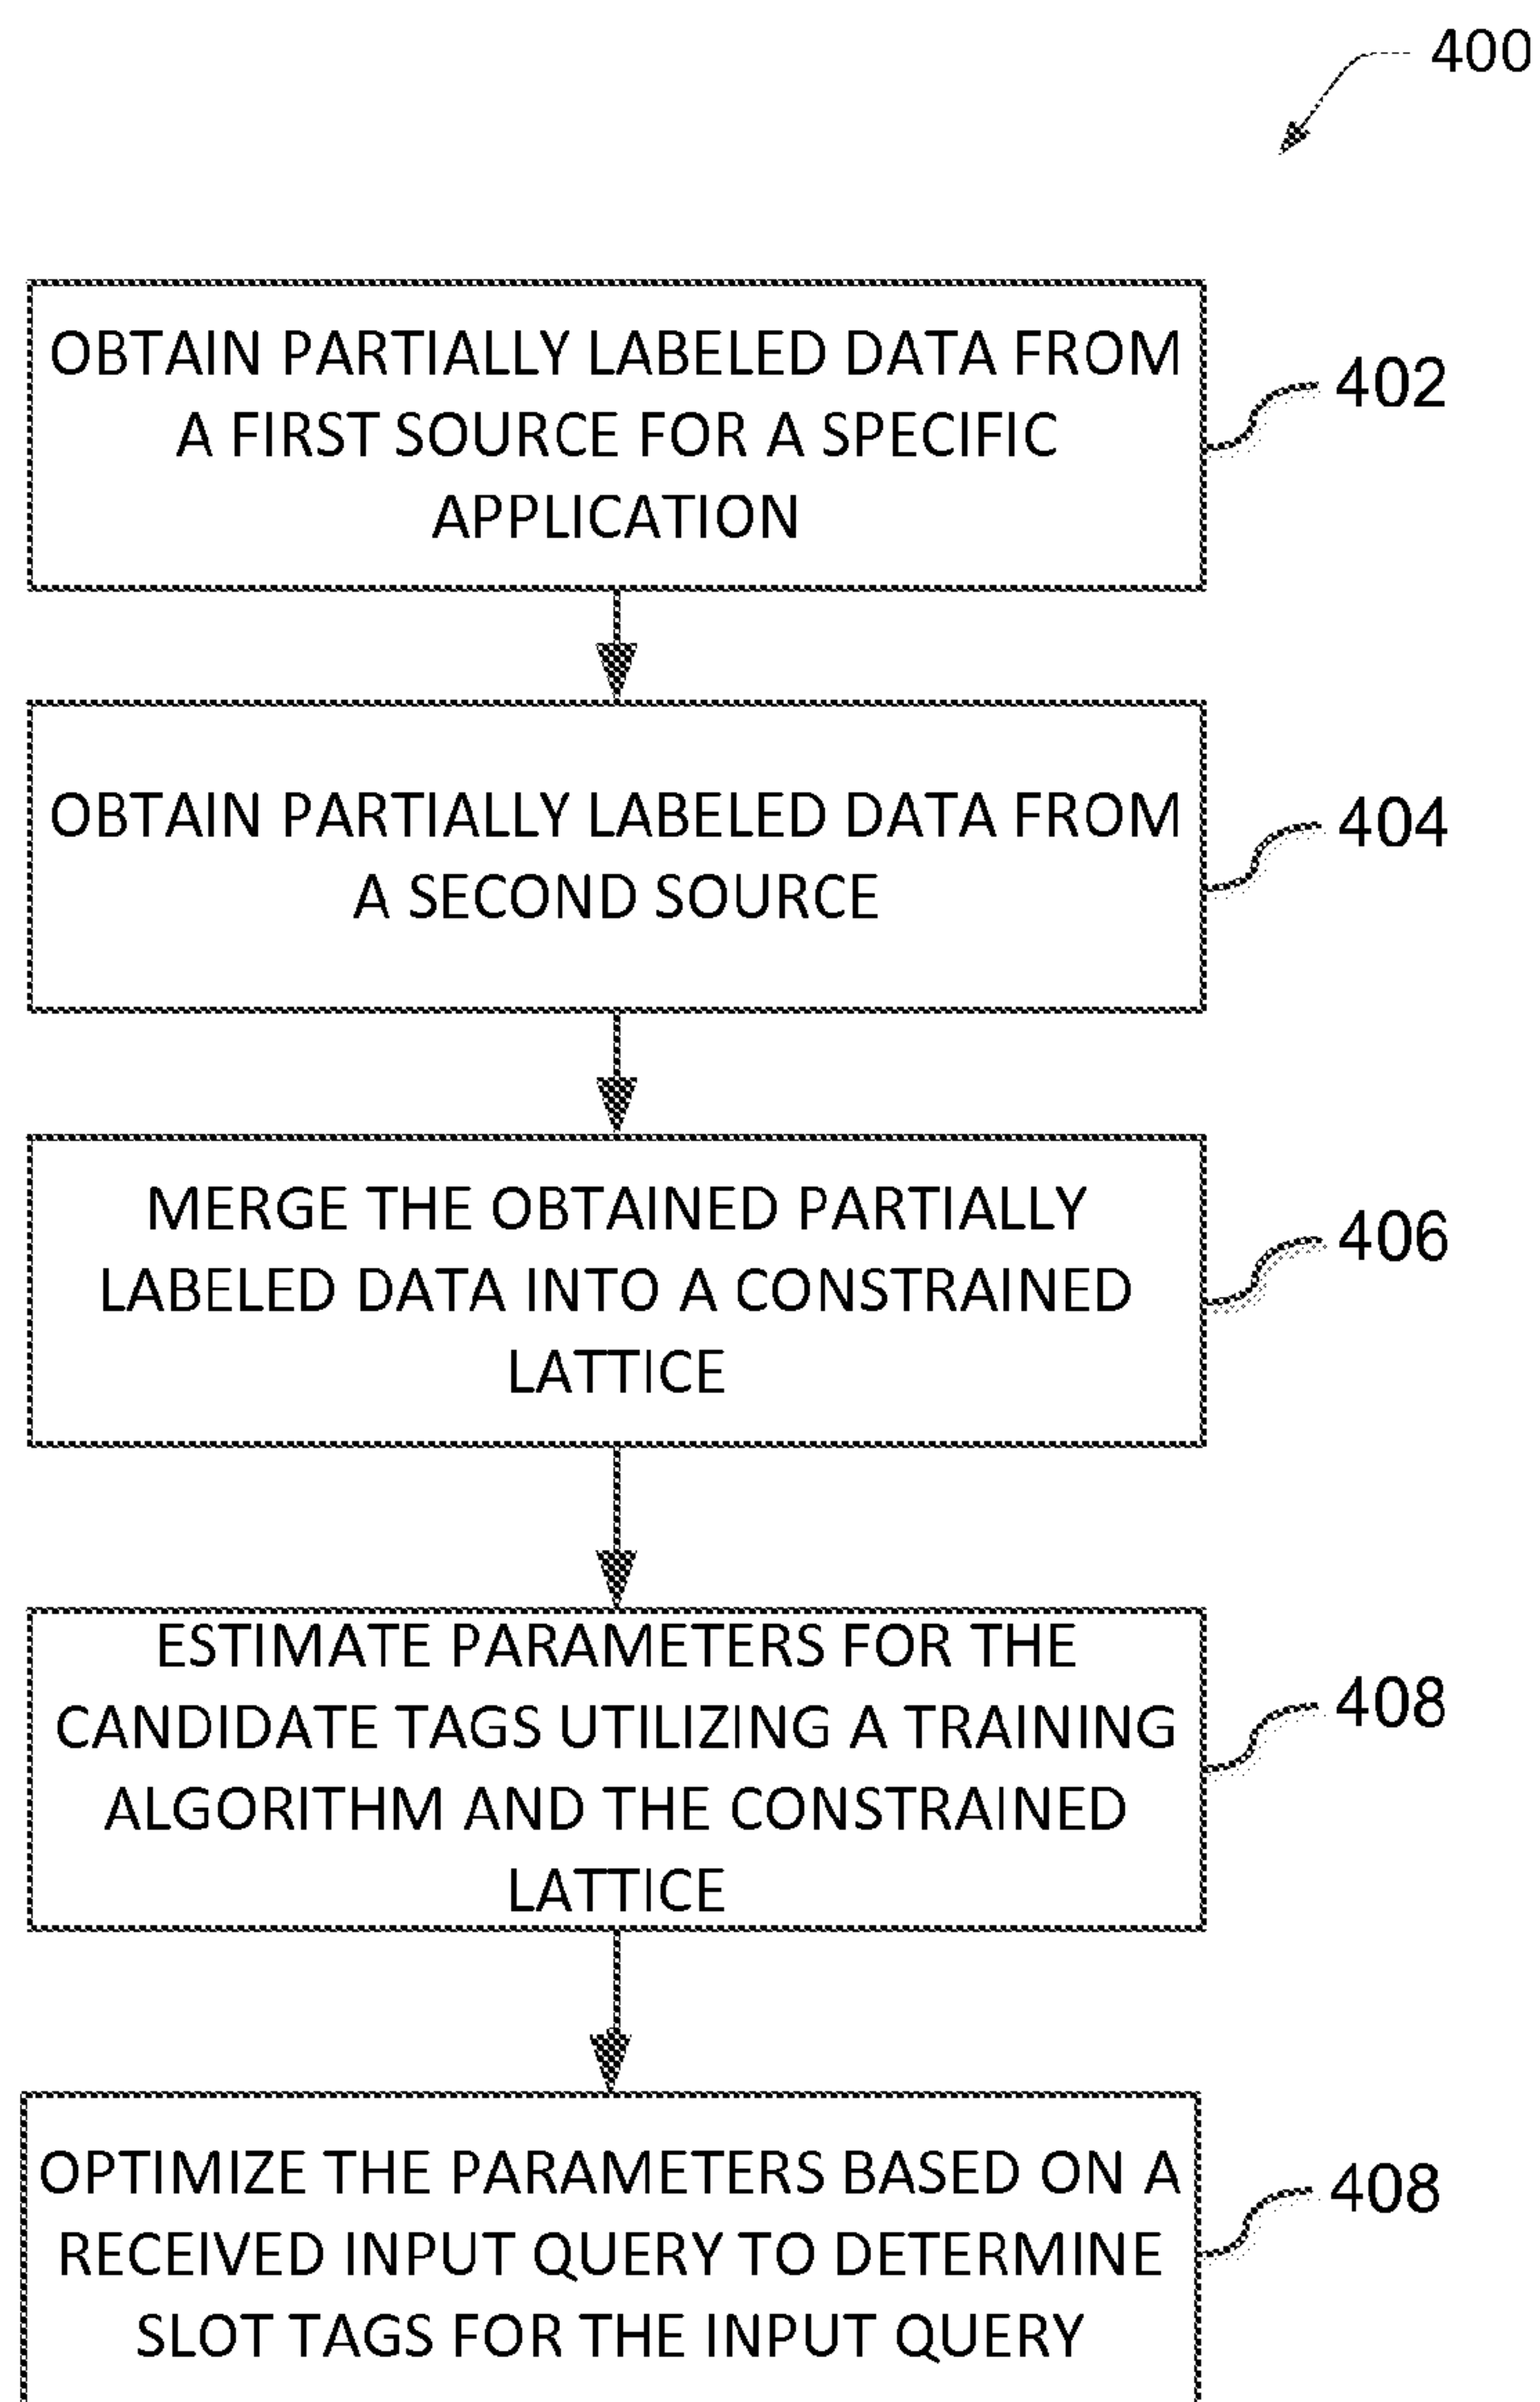 400
OBTAIN PARTIALLY LABELED DATA FROM
A FIRST SOURCE FOR A SPECIFIC
APPLICATION
402
OBTAIN PARTIALLY LABELED DATA FROM
A SECOND SOURCE
404
MERGE THE OBTAINED PARTIALLY
LABELED DATA INTO A CONSTRAINED
LATTICE
406
ESTIMATE PARAMETERS FOR THE
CANDIDATE TAGS UTILIZING A TRAINING
ALGORITHM AND THE CONSTRAINED
LATTICE
408
OPTIMIZE THE PARAMETERS BASED ON A
RECEIVED INPUT QUERY TO DETERMINE
SLOT TAGS FOR THE INPUT QUERY
408